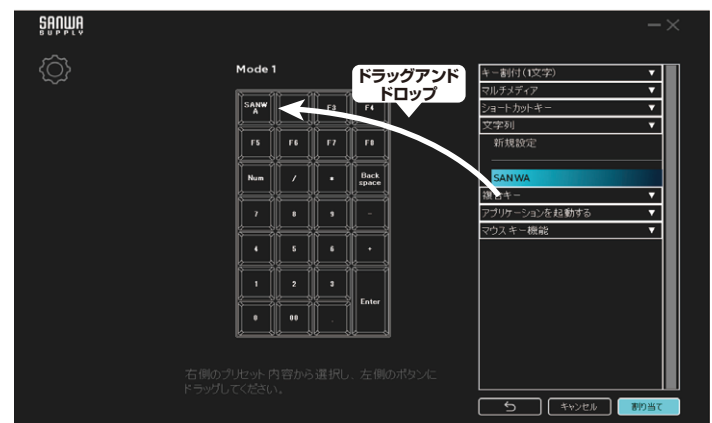 SANWA
SUPPLY
Mode 1
ドラッグアンド
ドロップ
SANW
A
F3
F4
F5
F6
F7
F8
Num
/
*
Back
space
7
8
9
-
4
5
6
+
1
2
3
Enter
0
00
.
キー割付(1文字)
マルチメディア
ショートカットキー
文字列
新規設定
SANWA
複合キー
アプリケーションを起動する
マウスキー機能
右側のプリセット内容から選択し、左側のボタンに
ドラッグしてください。
キャンセル
割り当て